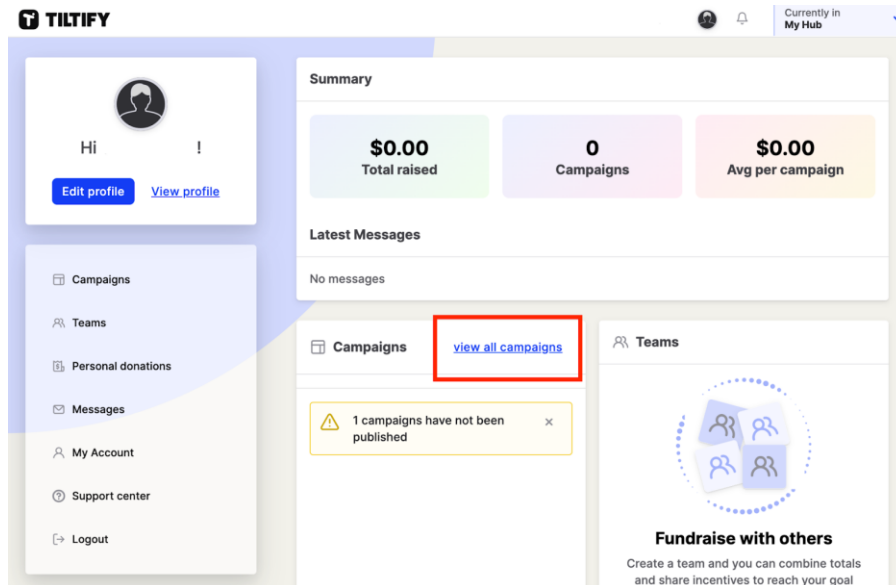 TILTIFY
Currently in
My Hub
Hi !
Edit profile
View profile
Campaigns
Teams
Personal donations
Messages
My Account
Support center
Logout
Summary
$0.00
Total raised
0
Campaigns
$0.00
Avg per campaign
Latest Messages
No messages
Campaigns
view all campaigns
1 campaigns have not been
published
Teams
Fundraise with others
Create a team and you can combine totals
and share incentives to reach your goal